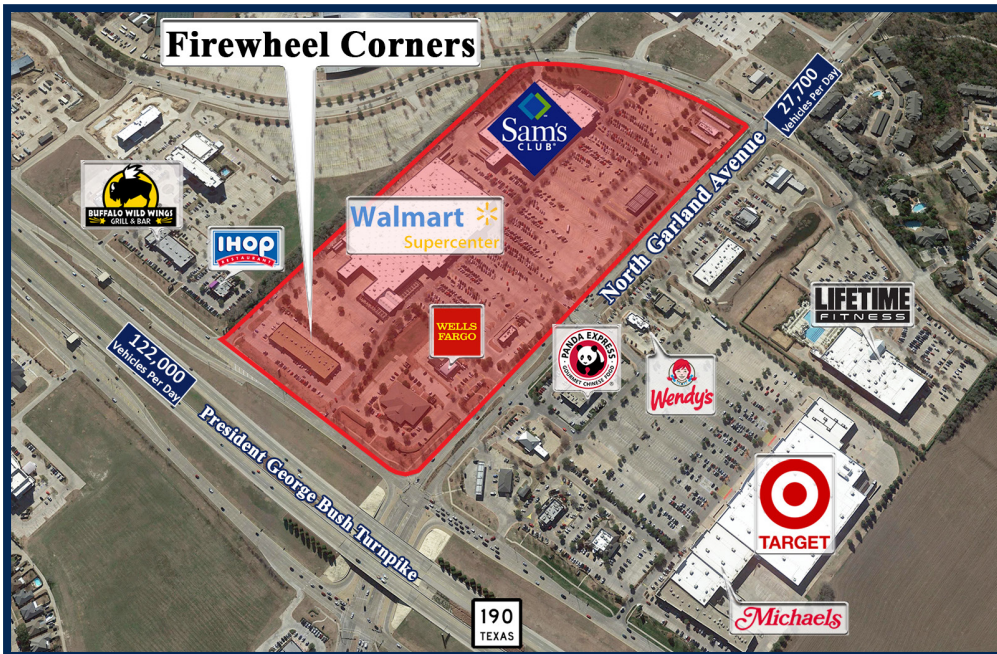 Firewheel Corners
27,700
Vehicles Per Day
Sam's
CLUB
BUFFALO WILD WINGS
GRILL & BAR
IHOP
RESTAURANT
Walmart
Supercenter
North Garland Avenue
LIFETIME
FITNESS
WELLS
FARGO
PANDA EXPRESS
GOURMET CHINESE FOOD
®
Wendy's
122,000
Vehicles Per Day
President George Bush Turnpike
TARGET
Michaels
190
TEXAS